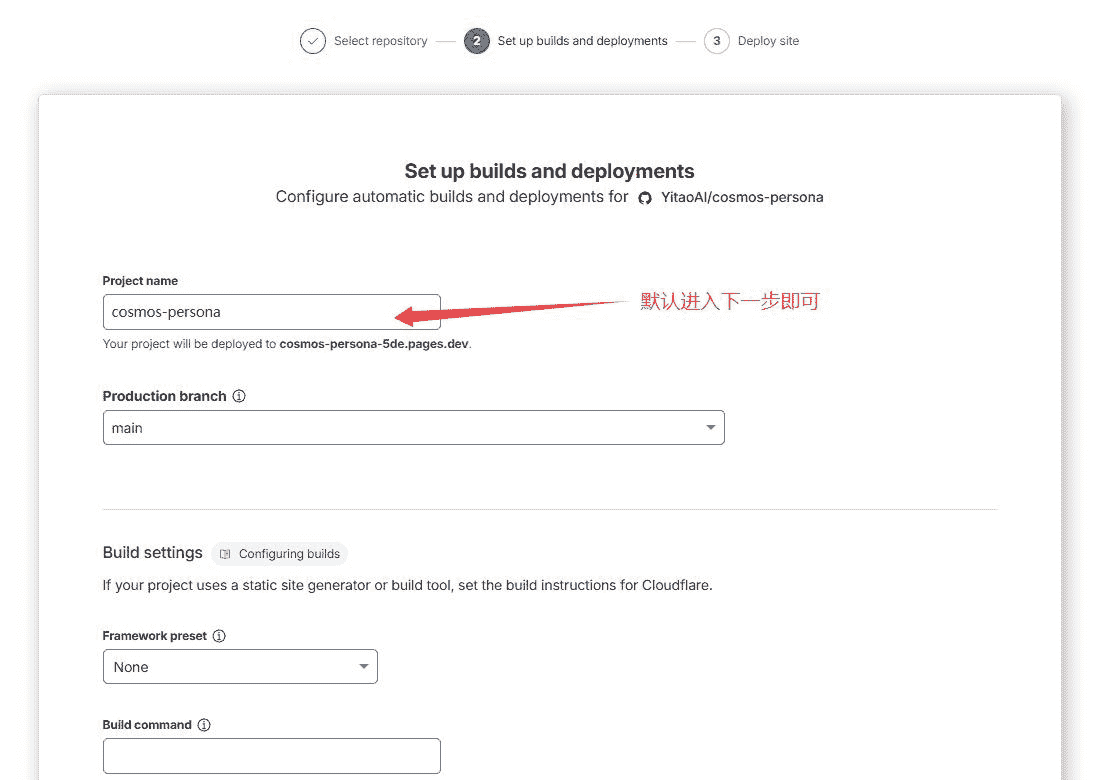 Select repository
2 Set up builds and deployments
3 Deploy site
Set up builds and deployments
Configure automatic builds and deployments for YitaoAI/cosmos-persona
Project name
cosmos-persona
默认进入下一步即可
Your project will be deployed to cosmos-persona-5de.pages.dev.
Production branch
main
Build settings Configuring builds
If your project uses a static site generator or build tool, set the build instructions for Cloudflare.
Framework preset
None
Build command